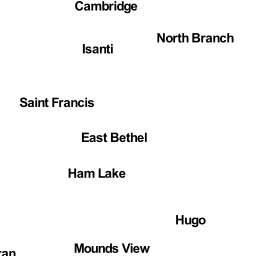 Cambridge
North Branch
Isanti
Saint Francis
East Bethel
Ham Lake
Hugo
Mounds View